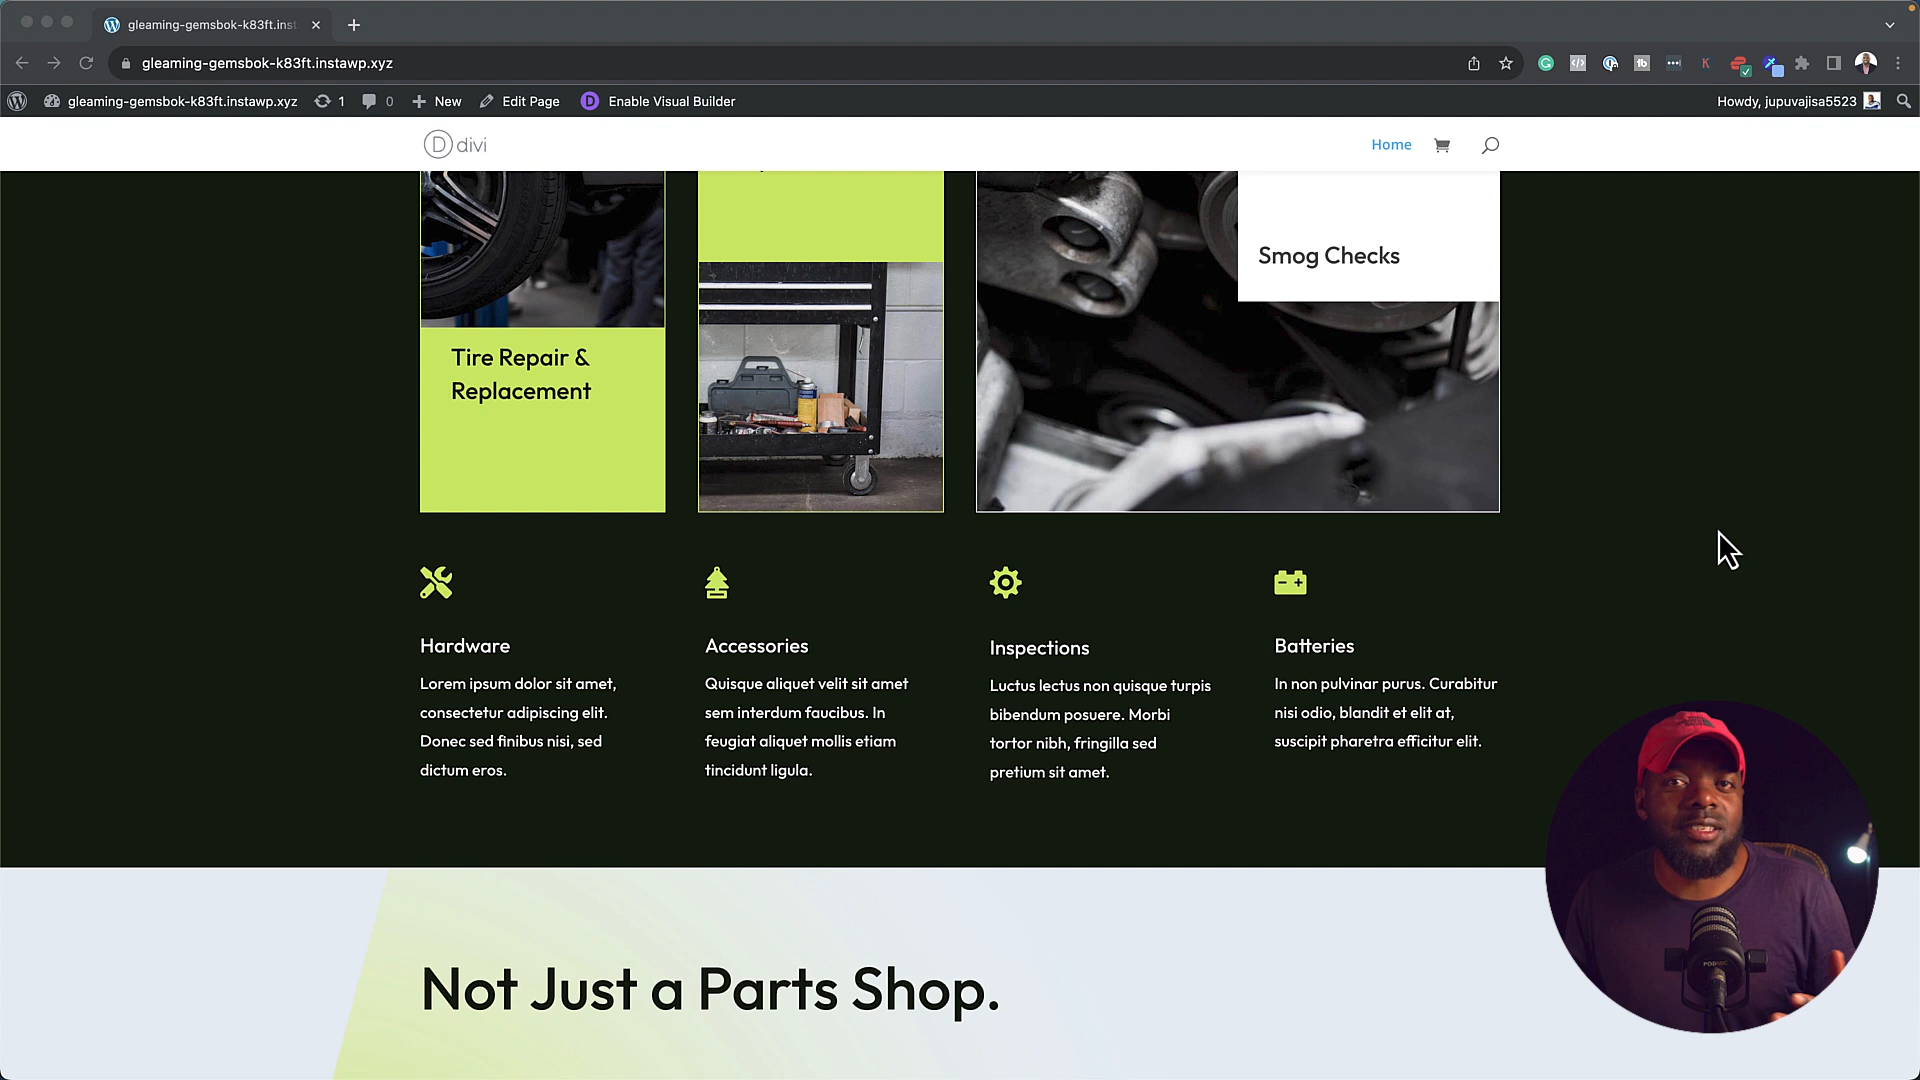 gleaming-gemsbok-k83ft.inst
gleaming-gemsbok-k83ft.instawp.xyz
gleaming-gemsbok-k83ft.instawp.xyz 1 0 New Edit Page D Enable Visual Builder Howdy, jupuvajisa5523
D divi Home
Smog Checks
Tire Repair &
Replacement
Hardware
Lorem ipsum dolor sit amet,
consectetur adipiscing elit.
Donec sed finibus nisi, sed
dictum eros.
Accessories
Quisque aliquet velit sit amet
sem interdum faucibus. In
feugiat aliquet mollis etiam
tincidunt ligula.
Inspections
Luctus lectus non quisque turpis
bibendum posuere. Morbi
tortor nibh, fringilla sed
pretium sit amet.
Batteries
In non pulvinar purus. Curabitur
nisi odio, blandit et elit at,
suscipit pharetra efficitur elit.
Not Just a Parts Shop.
PODMIC